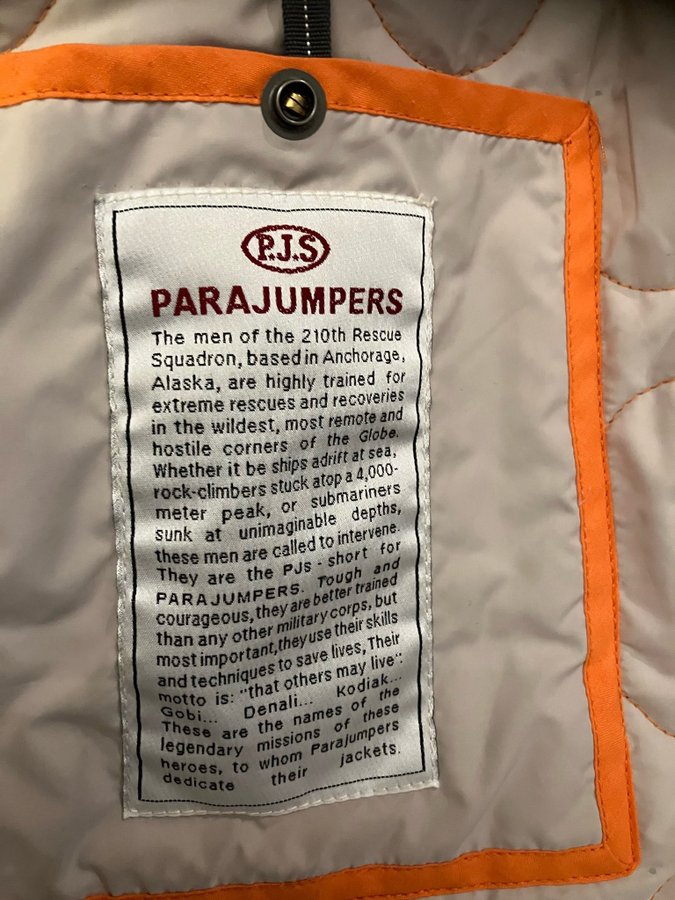 P.J.S
PARAJUMPERS
The men of the 210th Rescue
Squadron, based in Anchorage,
Alaska, are highly trained for
extreme rescues and recoveries
in the wildest, most remote and
hostile corners of the Globe.
Whether it be ships adrift at sea,
rock-climbers stuck atop a 4,000-
meter peak, or submariners
sunk at unimaginable depths,
these men are called to intervene.
They are the PJs - short for
PARAJUMPERS. Tough and
courageous, they are better trained
than any other military corps, but
most important, they use their skills
and techniques to save lives, Their
motto is: "that others may live":
Gobi... Denali... Kodiak...
These are the names of the
legendary missions of these
heroes, to whom Parajumpers
dedicate their jackets.